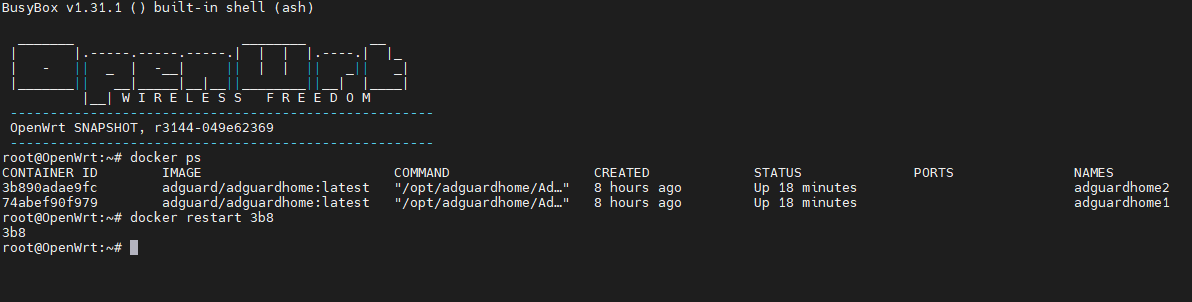 BusyBox v1.31.1 () built-in shell (ash)
OpenWrt
W I R E L E S S   F R E E D O M
-----------------------------------------------------
OpenWrt SNAPSHOT, r3144-049e62369
-----------------------------------------------------
root@OpenWrt:~# docker ps
CONTAINER ID        IMAGE                       COMMAND                  CREATED             STATUS              PORTS               NAMES
3b890adae9fc        adguard/adguardhome:latest   "/opt/adguardhome/Ad…"   8 hours ago         Up 18 minutes                           adguardhome2
74abef90f979        adguard/adguardhome:latest   "/opt/adguardhome/Ad…"   8 hours ago         Up 18 minutes                           adguardhome1
root@OpenWrt:~# docker restart 3b8
3b8
root@OpenWrt:~#